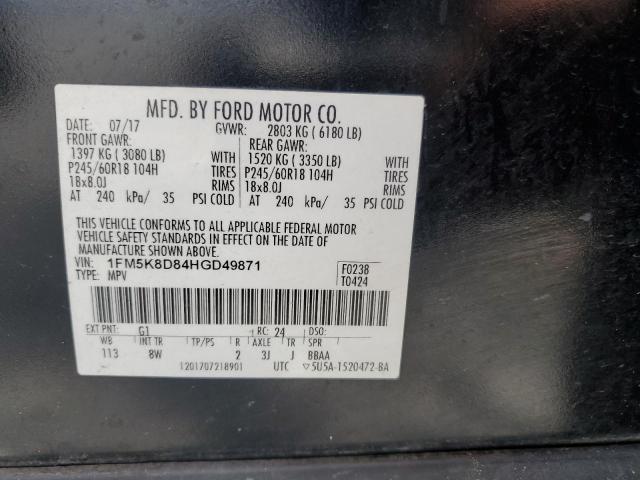 MFD. BY FORD MOTOR CO.
DATE: 07/17 GVWR: 2803 KG ( 6180 LB)
FRONT GAWR: REAR GAWR:
1397 KG ( 3080 LB) WITH 1520 KG ( 3350 LB) WITH
P245/60R18 104H TIRES P245/60R18 104H TIRES
18x8.0J RIMS 18x8.0J RIMS
AT 240 kPa/ 35 PSI COLD AT 240 kPa/ 35 PSI COLD
THIS VEHICLE CONFORMS TO ALL APPLICABLE FEDERAL MOTOR
VEHICLE SAFETY STANDARDS IN EFFECT ON THE DATE OF
MANUFACTURE SHOWN ABOVE.
VIN: 1FM5K8D84HGD49871 F0238
TYPE: MPV T0424
EXT PNT: G1 RC: 24 DSO:
WB INT TR TP/PS R AXLE TR SPR
113 8W 2 3J J BBAA
1201707218901 UTC ▽5U5A-1520472-BA